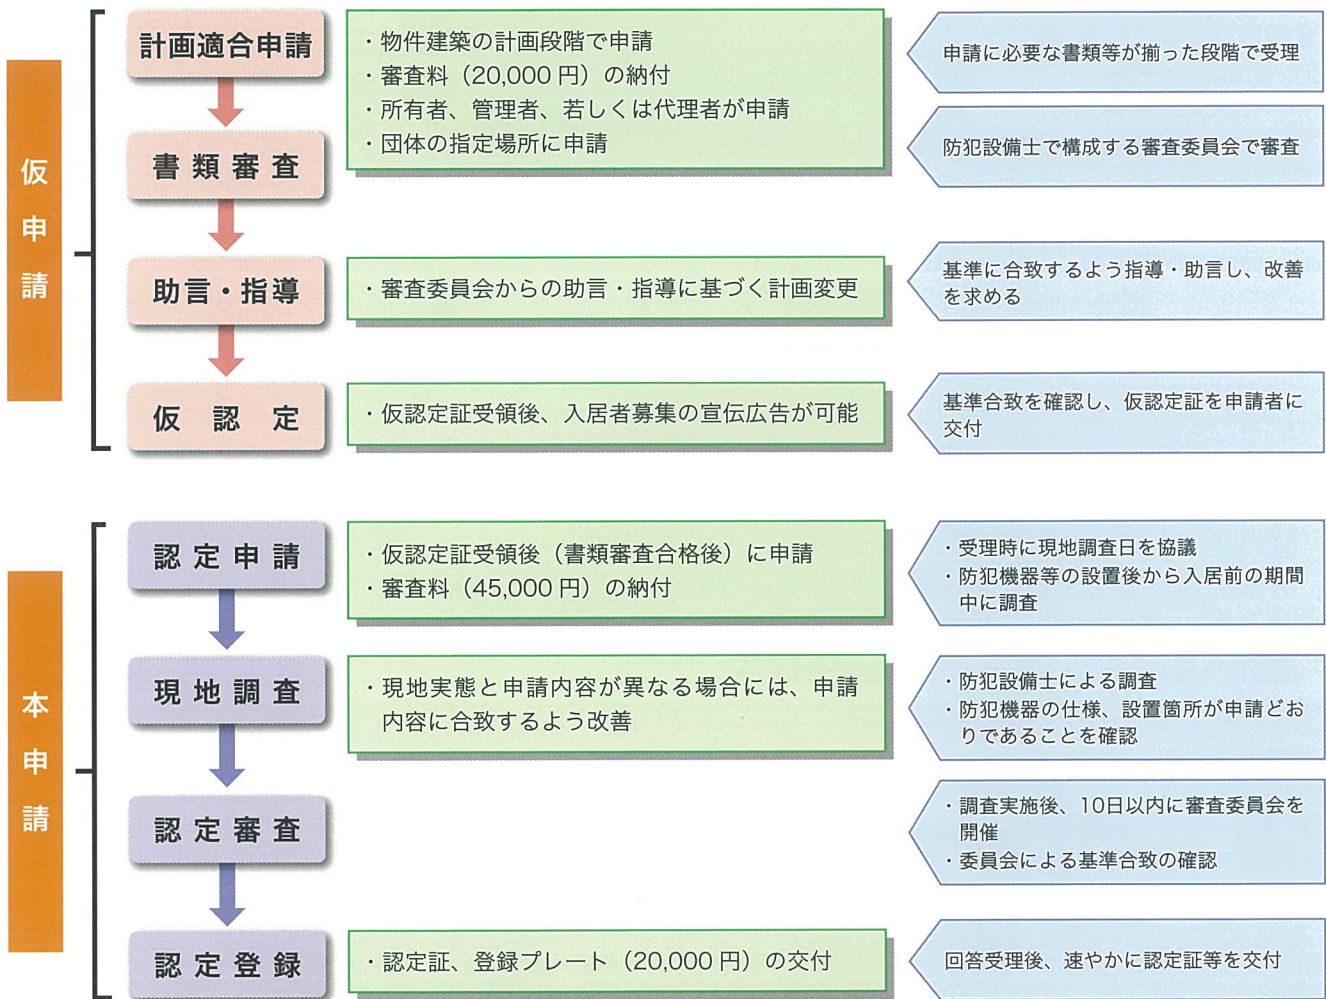 仮申請
計画適合申請
・物件建築の計画段階で申請
・審査料（20,000 円）の納付
・所有者、管理者、若しくは代理者が申請
・団体の指定場所に申請
申請に必要な書類等が揃った段階で受理
書類審査
防犯設備士で構成する審査委員会で審査
助言・指導
・審査委員会からの助言・指導に基づく計画変更
基準に合致するよう指導・助言し、改善
を求める
仮認定
・仮認定証受領後、入居者募集の宣伝広告が可能
基準合致を確認し、仮認定証を申請者に
交付
本申請
認定申請
・仮認定証受領後（書類審査合格後）に申請
・審査料（45,000 円）の納付
・受理時に現地調査日を協議
・防犯機器等の設置後から入居前の期間
中に調査
現地調査
・現地実態と申請内容が異なる場合には、申請
内容に合致するよう改善
・防犯設備士による調査
・防犯機器の仕様、設置箇所が申請どお
りであることを確認
認定審査
・調査実施後、10日以内に審査委員会を
開催
・委員会による基準合致の確認
認定登録
・認定証、登録プレート（20,000 円）の交付
回答受理後、速やかに認定証等を交付